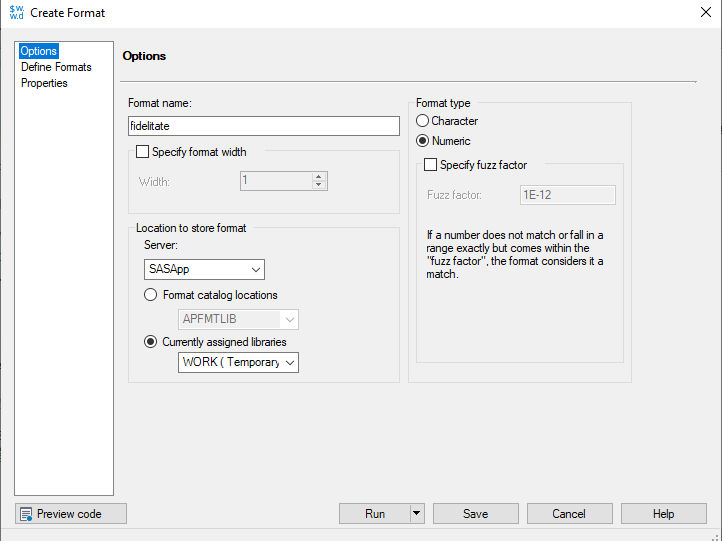 $w.
w.d
Create Format
Options
Define Formats
Properties
Options
Format name:
fidelitate
Specify format width
Width:
1
Location to store format
Server:
SASApp
Format catalog locations
APFMTLIB
Currently assigned libraries
WORK ( Temporary
Format type
Character
Numeric
Specify fuzz factor
Fuzz factor:
1E-12
If a number does not match or fall in a
range exactly but comes within the
"fuzz factor", the format considers it a
match.
Preview code
Run
Save
Cancel
Help